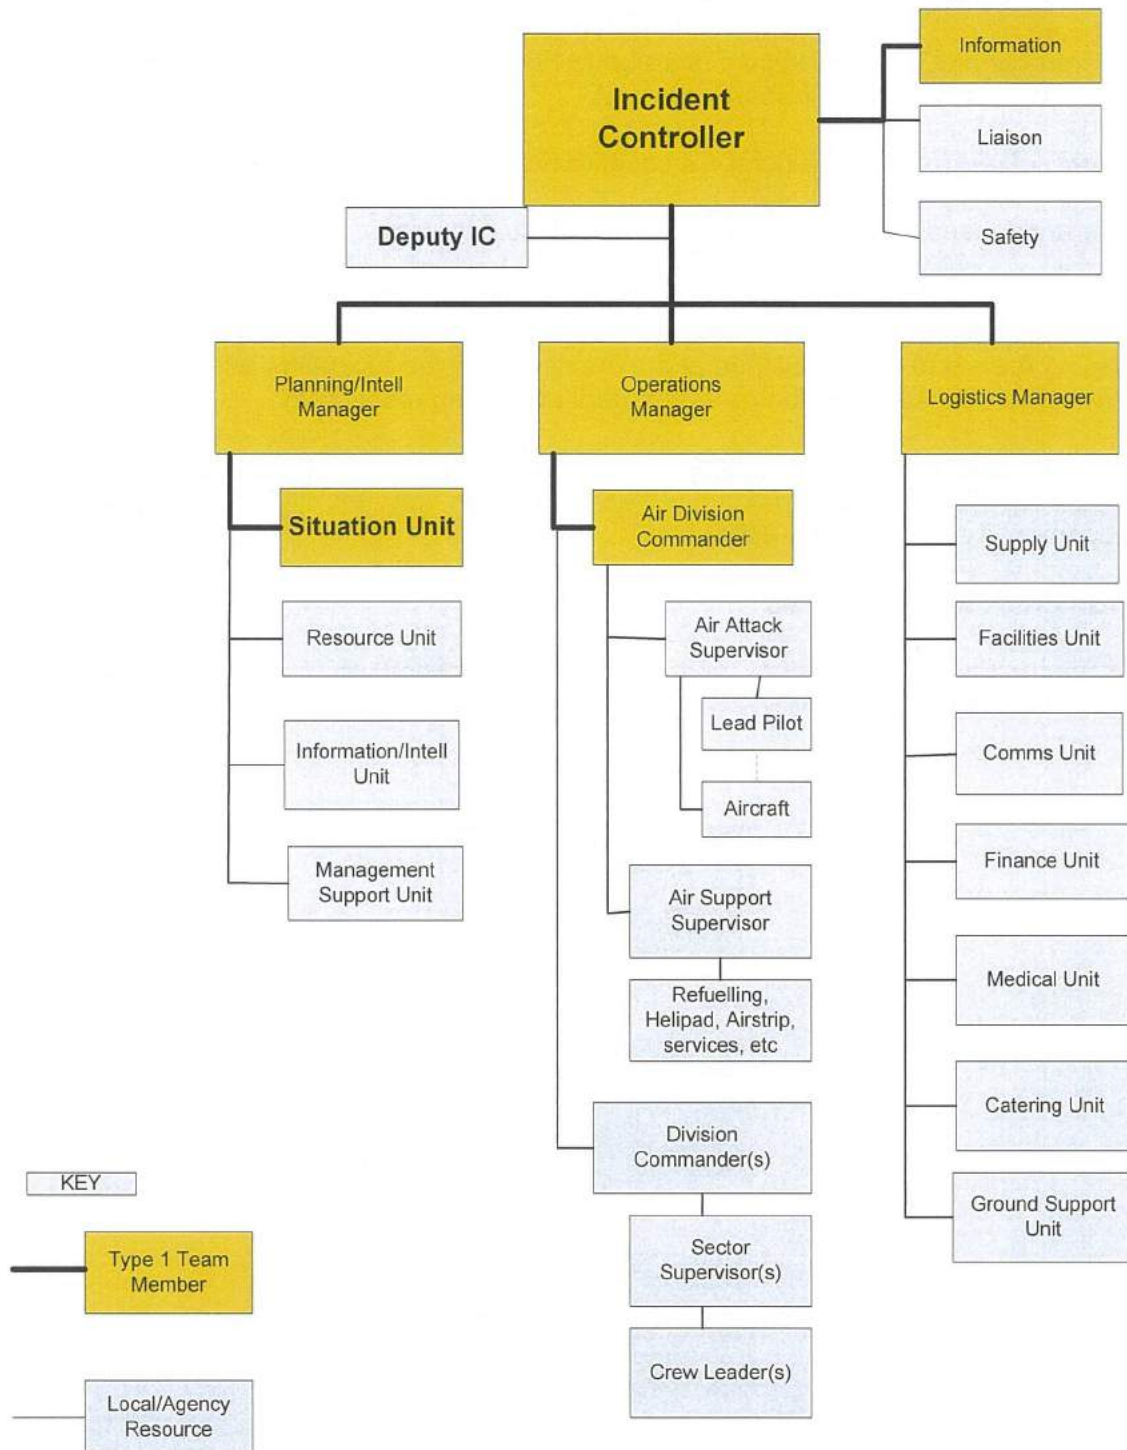 Information
Incident
Controller
Liaison
Deputy IC
Safety
Planning/Intell
Manager
Operations
Manager
Logistics Manager
Situation Unit
Air Division
Commander
Supply Unit
Resource Unit
Air Attack
Supervisor
Facilities Unit
Lead Pilot
Information/Intell
Unit
Comms Unit
Aircraft
Management
Support Unit
Finance Unit
Air Support
Supervisor
Medical Unit
Refuelling,
Helipad, Airstrip,
services, etc
Catering Unit
Division
Commander(s)
KEY
Ground Support
Unit
Type 1 Team
Member
Sector
Supervisor(s)
Crew Leader(s)
Local/Agency
Resource